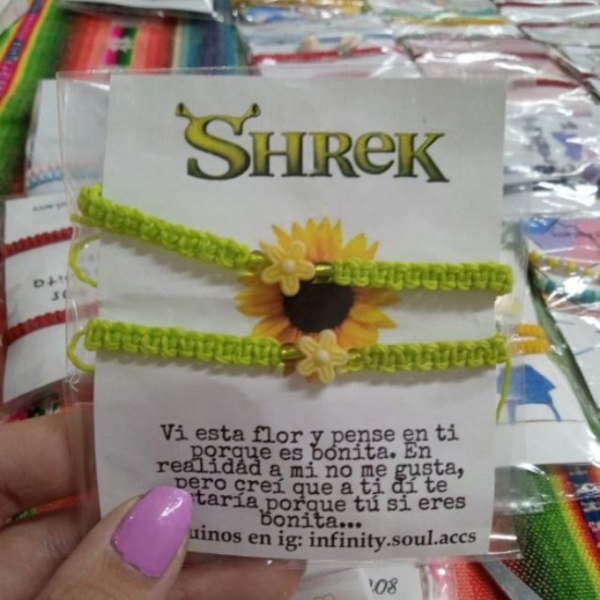 SHREK
Vi esta flor y pense en ti
porque es bonita. En
realidad a mi no me gusta,
pero creí que a ti dí te
taría porque tú si eres
bonita...
uinos en ig: infinity.soul.accs